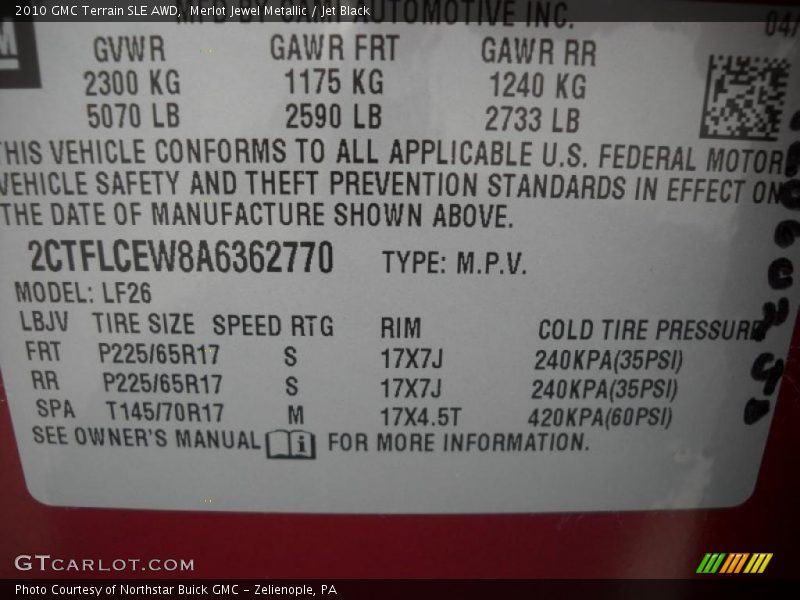 2010 GMC Terrain SLE AWD, Merlot Jewel Metallic / Jet Black
MFD BY CAMI AUTOMOTIVE INC.
04/
GVWR GAWR FRT GAWR RR
2300 KG 1175 KG 1240 KG
5070 LB 2590 LB 2733 LB
THIS VEHICLE CONFORMS TO ALL APPLICABLE U.S. FEDERAL MOTOR
VEHICLE SAFETY AND THEFT PREVENTION STANDARDS IN EFFECT ON
THE DATE OF MANUFACTURE SHOWN ABOVE.
2CTFLCEW8A6362770 TYPE: M.P.V.
MODEL: LF26
LBJV TIRE SIZE SPEED RTG RIM COLD TIRE PRESSURE
FRT P225/65R17 S 17X7J 240KPA(35PSI)
RR P225/65R17 S 17X7J 240KPA(35PSI)
SPA T145/70R17 M 17X4.5T 420KPA(60PSI)
SEE OWNER'S MANUAL i FOR MORE INFORMATION.
GTCARLOT.COM
Photo Courtesy of Northstar Buick GMC - Zelienople, PA